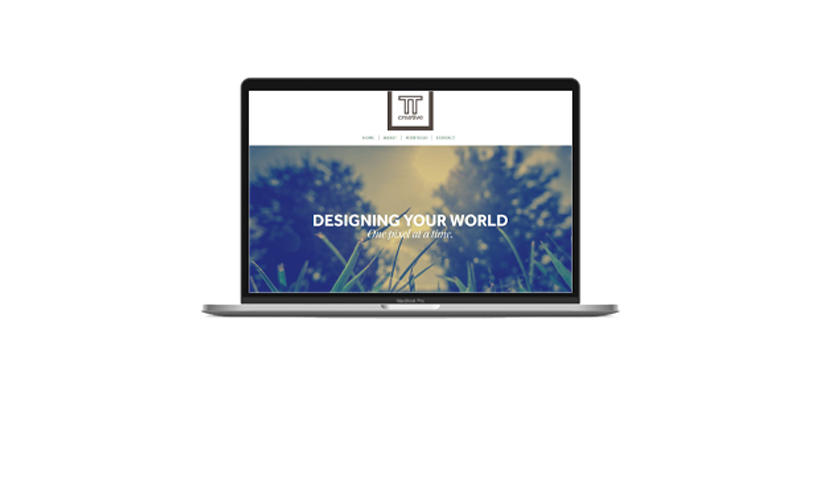 TT
creative
HOME | ABOUT | PORTFOLIO | CONTACT
DESIGNING YOUR WORLD
One pixel at a time.
MacBook Pro